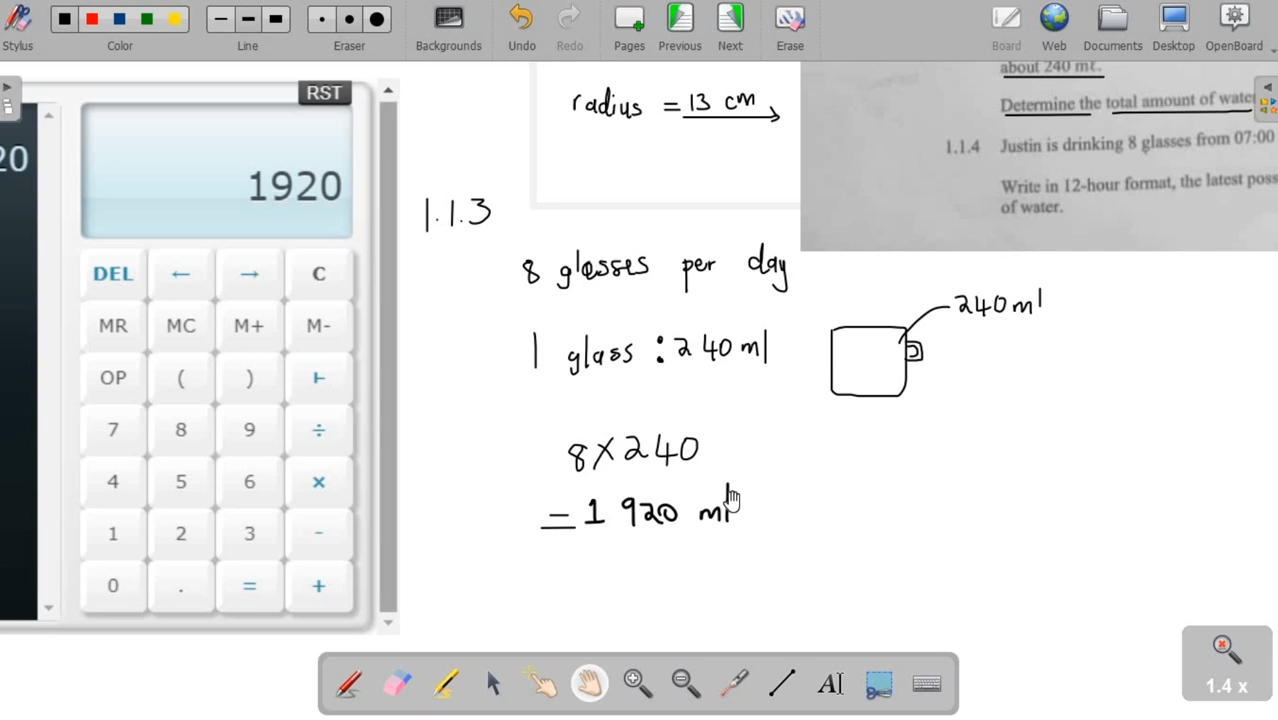 Stylus
Color
Line
Eraser
Backgrounds
Undo
Redo
Pages
Previous
Next
Erase
Board
Web
Documents
Desktop
OpenBoard
RST
20
1920
DEL ← → C
MR MC M+ M-
OP ( ) ⊢
7 8 9 ÷
4 5 6 ×
1 2 3 -
0 . = +
radius = 13 cm
about 240 mℓ.
Determine the total amount of water
1.1.4 Justin is drinking 8 glasses from 07:00
Write in 12-hour format, the latest
of water.
1.1.3
8 glasses per day
1 glass : 240 ml
240 ml
8 × 240
= 1 920 ml
1.4 x